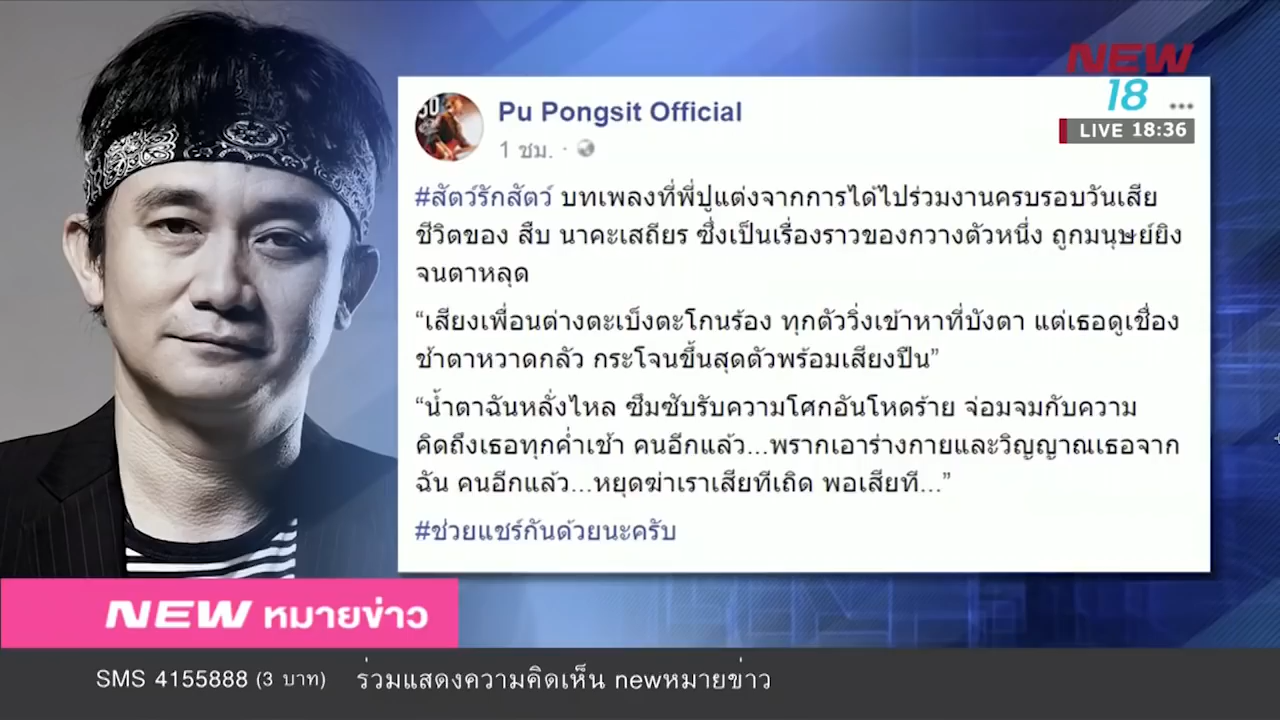 NEW
18
LIVE 18:36
Pu Pongsit Official
1 ชม.
#สัตว์รักสัตว์ บทเพลงที่พี่ปูแต่งจากการได้ไปร่วมงานครบรอบวันเสีย
ชีวิตของ สืบ นาคะเสถียร ซึ่งเป็นเรื่องราวของกวางตัวหนึ่ง ถูกมนุษย์ยิง
จนตาหลุด
“เสียงเพื่อนต่างตะเบ็งตะโกนร้อง ทุกตัววิ่งเข้าหาที่บังตา แต่เธอดูเชื่อง
ช้าตาหวาดกลัว กระโจนขึ้นสุดตัวพร้อมเสียงปืน”
“น้ำตาฉันหลั่งไหล ซึมซับรับความโศกอันโหดร้าย จ่อมจมกับความ
คิดถึงเธอทุกค่ำเช้า คนอีกแล้ว...พรากเอาร่างกายและวิญญาณเธอจาก
ฉัน คนอีกแล้ว...หยุดฆ่าเราเสียทีเถิด พอเสียที...”
#ช่วยแชร์กันด้วยนะครับ
NEW หมายข่าว
SMS 4155888 (3 บาท) ร่วมแสดงความคิดเห็น newหมายข่าว